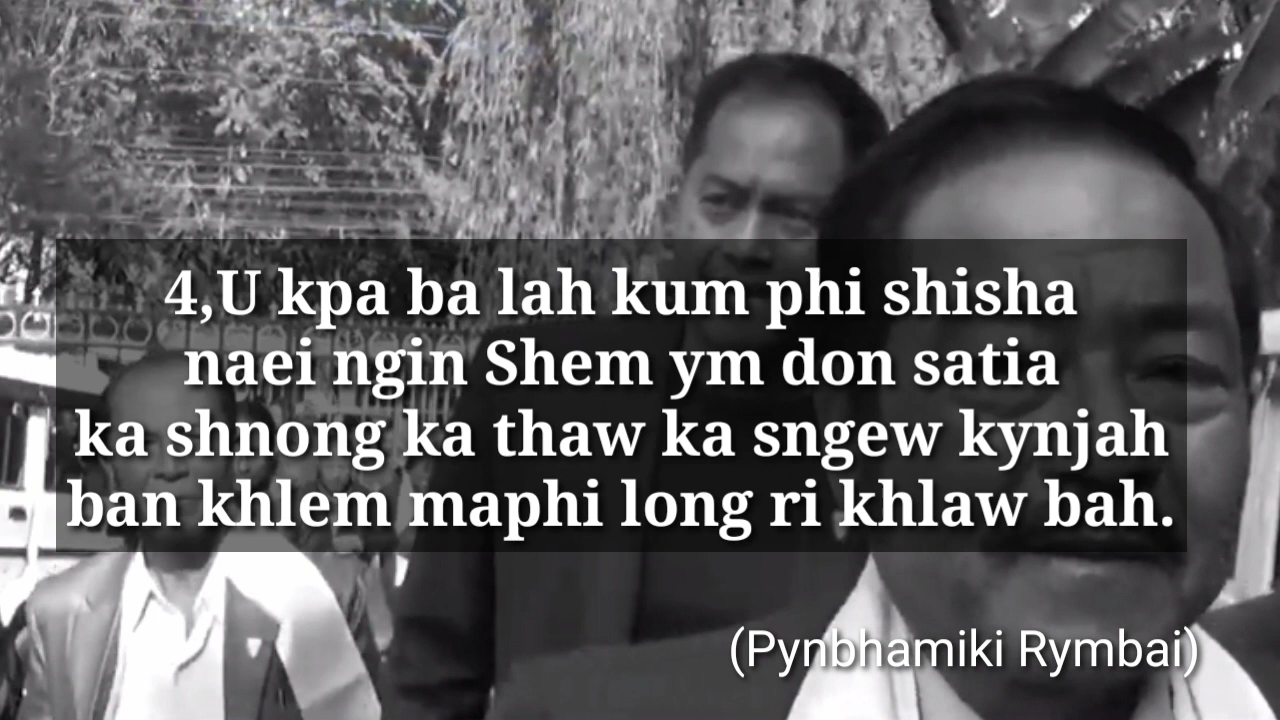 4,U kpa ba lah kum phi shisha
naei ngin Shem ym don satia
ka shnong ka thaw ka sngew kynjah
ban khlem maphi long ri khlaw bah.
(Pynbhamiki Rymbai)